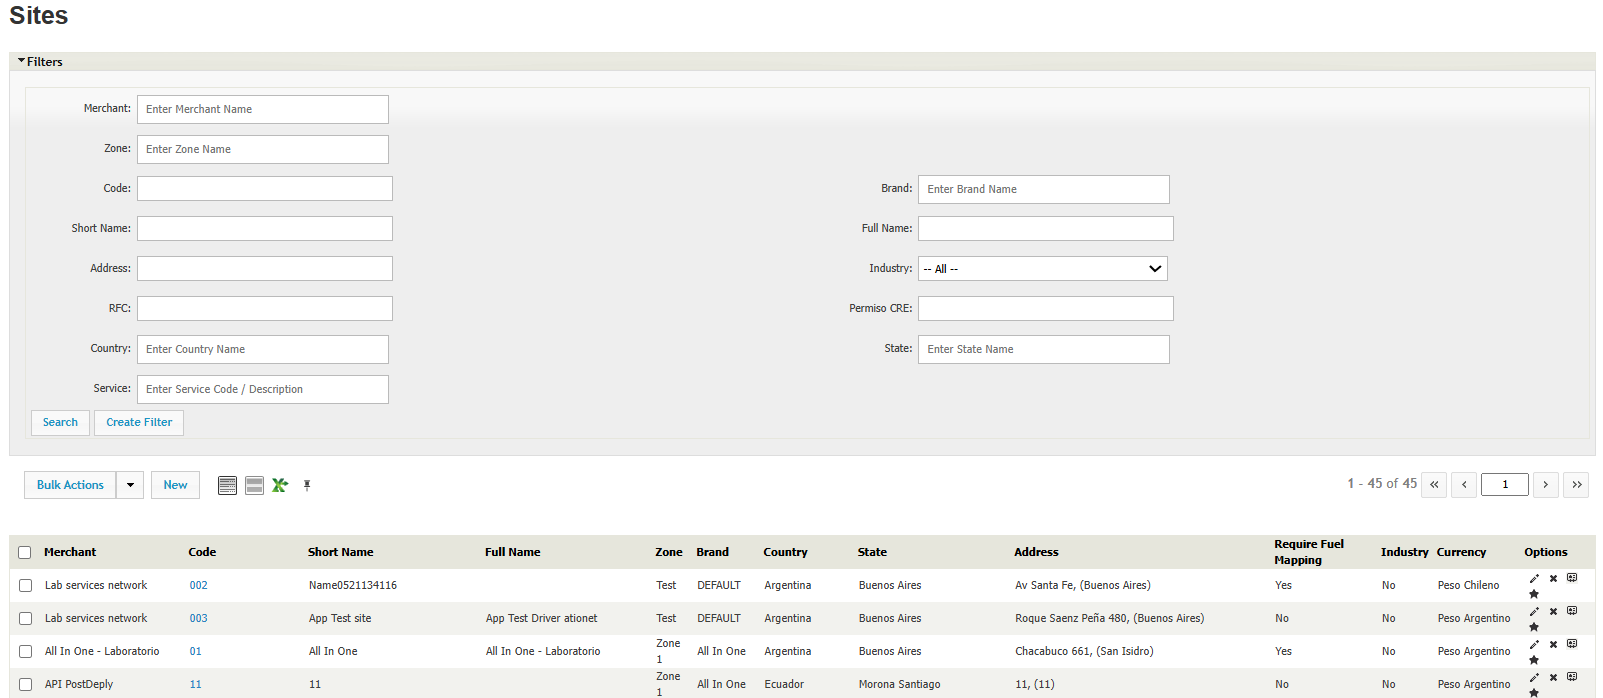 Sites
Filters
Merchant: Enter Merchant Name
Zone: Enter Zone Name
Code: Brand: Enter Brand Name
Short Name: Full Name:
Address: Industry: -- All --
RFC: Permiso CRE:
Country: Enter Country Name State: Enter State Name
Service: Enter Service Code / Description
Search Create Filter
Bulk Actions New 1 - 45 of 45 « ‹ 1 › »
Merchant Code Short Name Full Name Zone Brand Country State Address Require Fuel Mapping Industry Currency Options
Lab services network 002 Name0521134116 Test DEFAULT Argentina Buenos Aires Av Santa Fe, (Buenos Aires) Yes No Peso Chileno
Lab services network 003 App Test site App Test Driver ationet Test DEFAULT Argentina Buenos Aires Roque Saenz Peña 480, (Buenos Aires) No No Peso Argentino
All In One - Laboratorio 01 All In One All In One - Laboratorio Zone 1 All In One Argentina Buenos Aires Chacabuco 661, (San Isidro) Yes No Peso Argentino
API PostDeply 11 11 Zone 1 All In One Ecuador Morona Santiago 11, (11) No No Peso Argentino